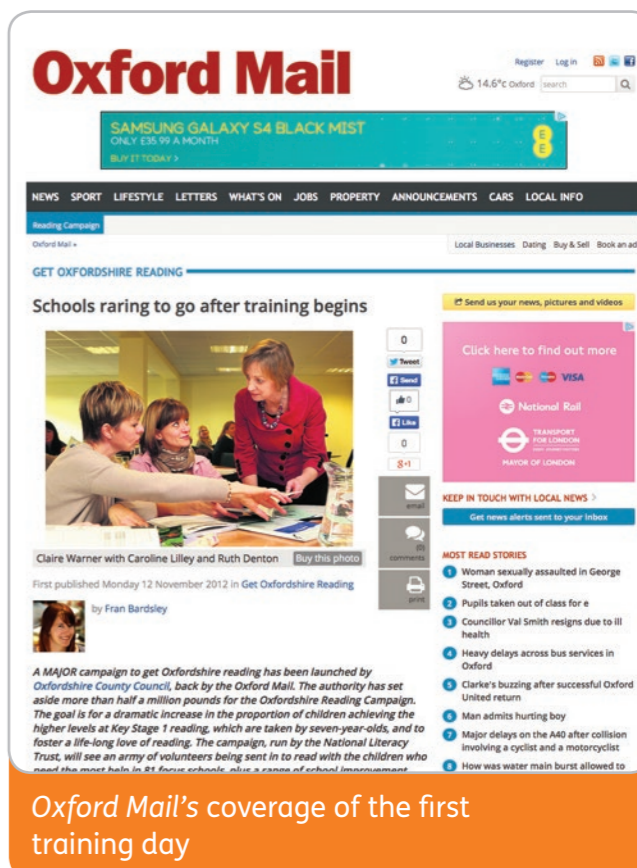 Oxford Mail
Register Log in
14.6°C Oxford search
SAMSUNG GALAXY S4 BLACK MIST
ONLY £35.99 A MONTH
BUY IT TODAY >
EE
NEWS SPORT LIFESTYLE LETTERS WHAT'S ON JOBS PROPERTY ANNOUNCEMENTS CARS LOCAL INFO
Reading Campaign
Oxford Mail »
Local Businesses Dating Buy & Sell Book an ad
GET OXFORDSHIRE READING
Schools raring to go after training begins
0
Tweet
Send
0
Like
0
g+1
email
(0)
comments
print
Claire Warner with Caroline Lilley and Ruth Denton Buy this photo
First published Monday 12 November 2012 in Get Oxfordshire Reading
by Fran Bardsley
A MAJOR campaign to get Oxfordshire reading has been launched by
Oxfordshire County Council, back by the Oxford Mail. The authority has set
aside more than half a million pounds for the Oxfordshire Reading Campaign.
The goal is for a dramatic increase in the proportion of children achieving the
higher levels at Key Stage 1 reading, which are taken by seven-year-olds, and to
foster a life-long love of reading. The campaign, run by the National Literacy
Trust, will see an army of volunteers being sent in to read with the children who
need the most help in 81 focus schools, plus a range of school improvement
Send us your news, pictures and videos
Click here to find out more
VISA
National Rail
TRANSPORT
FOR LONDON
MAYOR OF LONDON
KEEP IN TOUCH WITH LOCAL NEWS >
Get news alerts sent to your inbox
MOST READ STORIES
1 Woman sexually assaulted in George
Street, Oxford
2 Pupils taken out of class for e
3 Councillor Val Smith resigns due to ill
health
4 Heavy delays across bus services in
Oxford
5 Clarke's buzzing after successful Oxford
United return
6 Man admits hurting boy
7 Major delays on the A40 after collision
involving a cyclist and a motorcyclist
8 How was water main burst allowed to
Oxford Mail's coverage of the first
training day